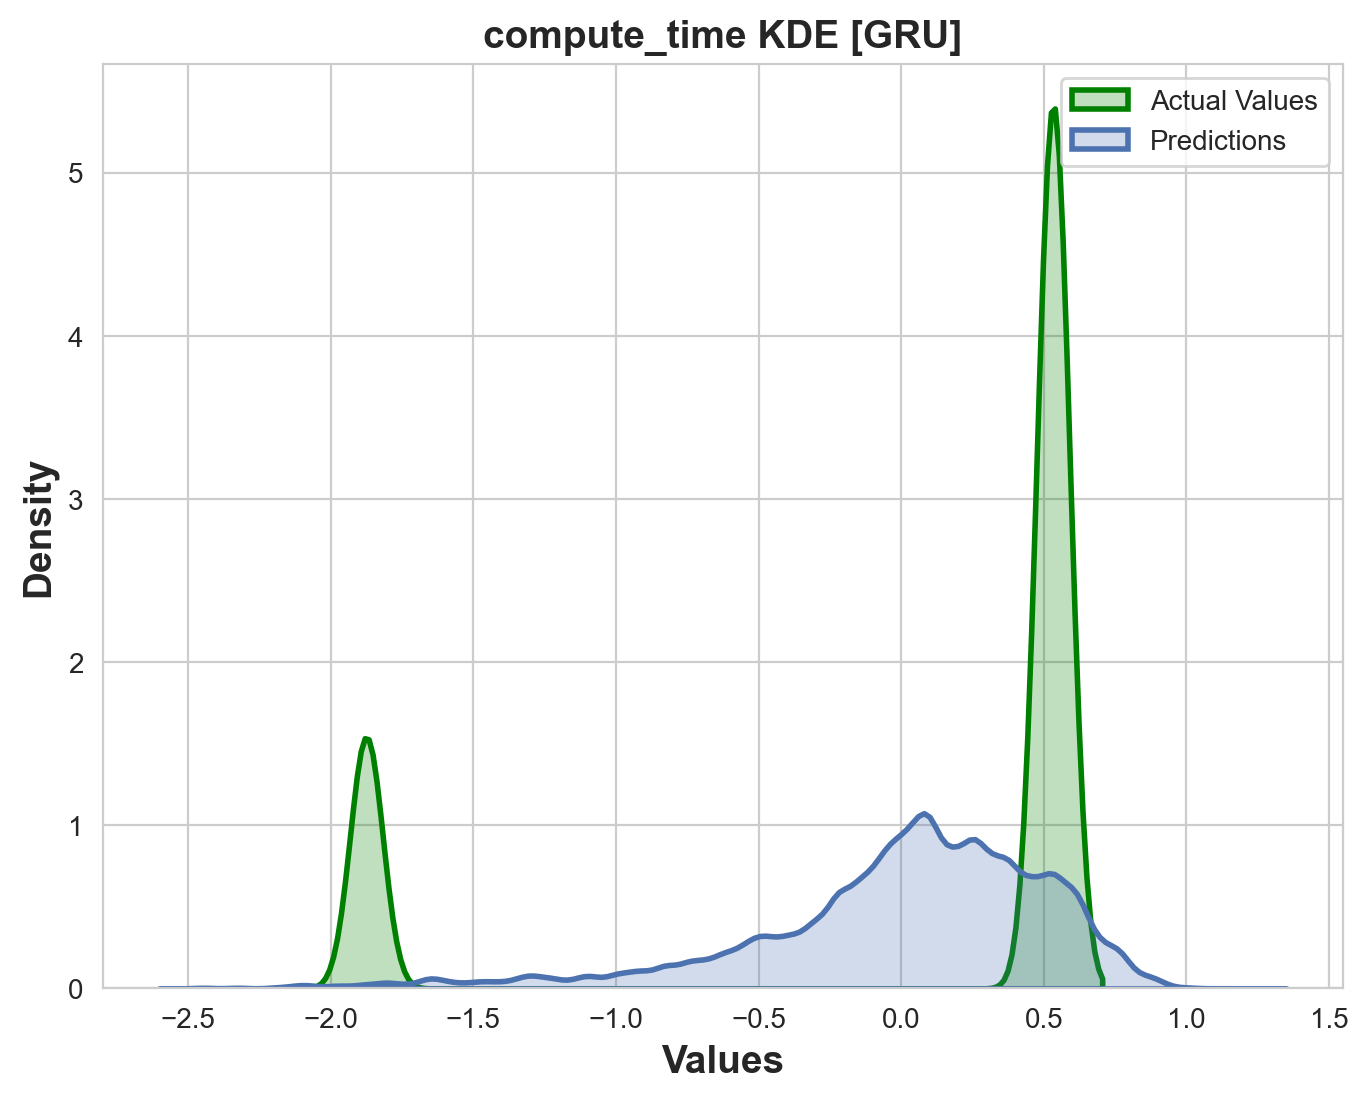 compute_time KDE [GRU]
Actual Values
Predictions
Density
5
4
3
2
1
0
−2.5 −2.0 −1.5 −1.0 −0.5 0.0 0.5 1.0 1.5
Values